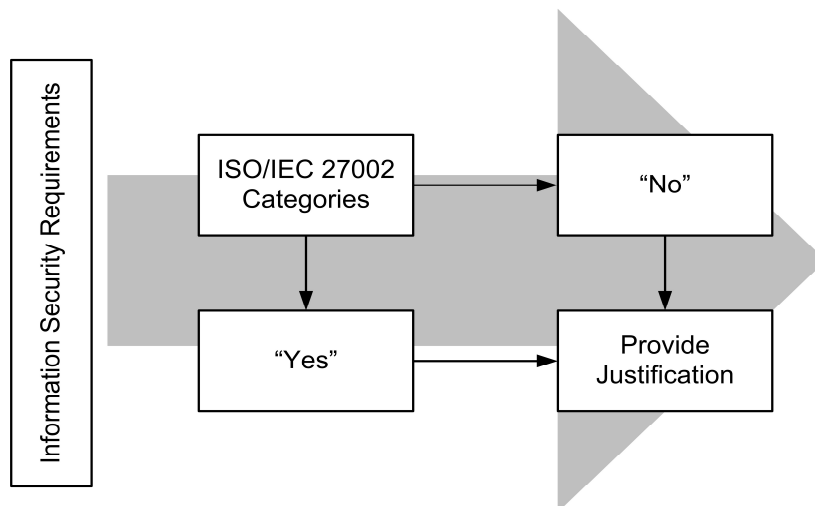 Information Security Requirements
ISO/IEC 27002
Categories
“No”
“Yes”
Provide
Justification